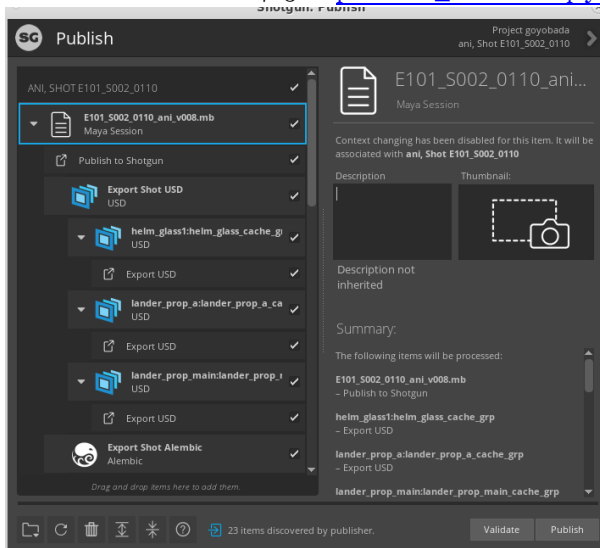 Shotgun: Publish
SG Publish
Project goyobada
ani, Shot E101_S002_0110
ANI, SHOT E101_S002_0110
E101_S002_0110_ani_v008.mb
Maya Session
Publish to Shotgun
Export Shot USD
USD
helm_glass1:helm_glass_cache_g
USD
Export USD
lander_prop_a:lander_prop_a_ca
USD
Export USD
lander_prop_main:lander_prop_
USD
Export USD
Export Shot Alembic
Alembic
Drag and drop items here to add them.
E101_S002_0110_ani...
Maya Session
Context changing has been disabled for this item. It will be
associated with ani, Shot E101_S002_0110
Description
Thumbnail:
Description not
inherited
Summary:
The following items will be processed:
E101_S002_0110_ani_v008.mb
– Publish to Shotgun
helm_glass1:helm_glass_cache_grp
– Export USD
lander_prop_a:lander_prop_a_cache_grp
– Export USD
lander_prop_main:lander_prop_main_cache_grp
23 items discovered by publisher.
Validate
Publish